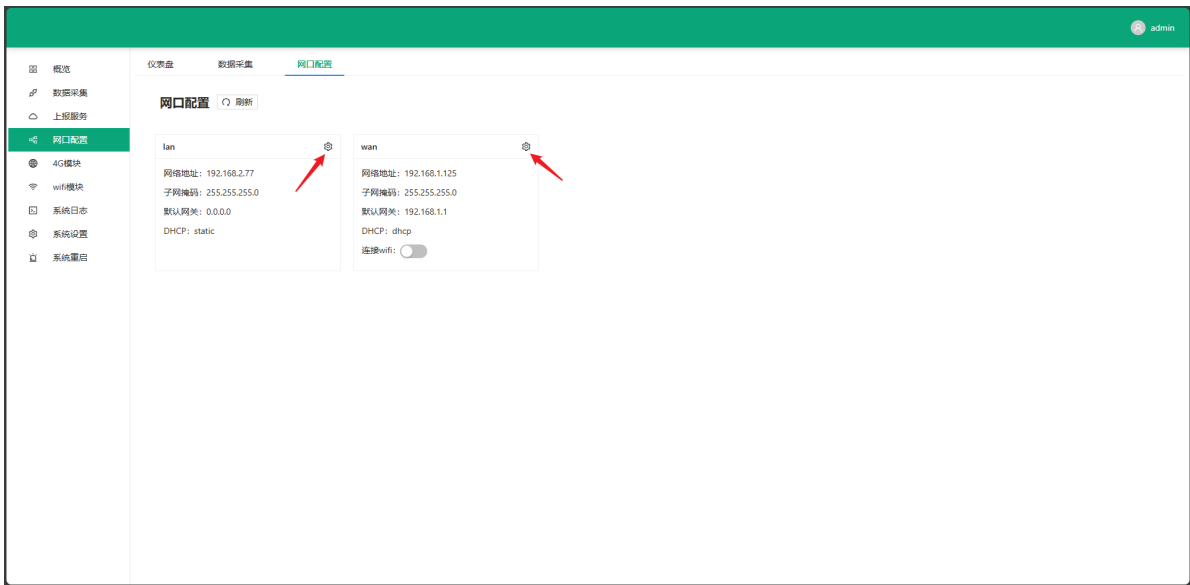 admin
概览
数据采集
上报服务
网口配置
4G模块
wifi模块
系统日志
系统设置
系统重启
仪表盘 数据采集 网口配置
网口配置 刷新
lan
网络地址：192.168.2.77
子网掩码：255.255.255.0
默认网关：0.0.0.0
DHCP：static
wan
网络地址：192.168.1.125
子网掩码：255.255.255.0
默认网关：192.168.1.1
DHCP：dhcp
连接wifi：